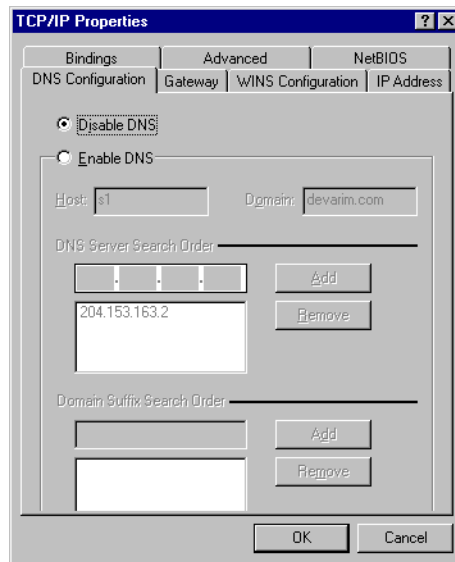 TCP/IP Properties
Bindings Advanced NetBIOS
DNS Configuration Gateway WINS Configuration IP Address
Disable DNS
Enable DNS
Host: s1 Domain: devarim.com
DNS Server Search Order
. . .
Add
204.153.163.2
Remove
Domain Suffix Search Order
Add
Remove
OK Cancel